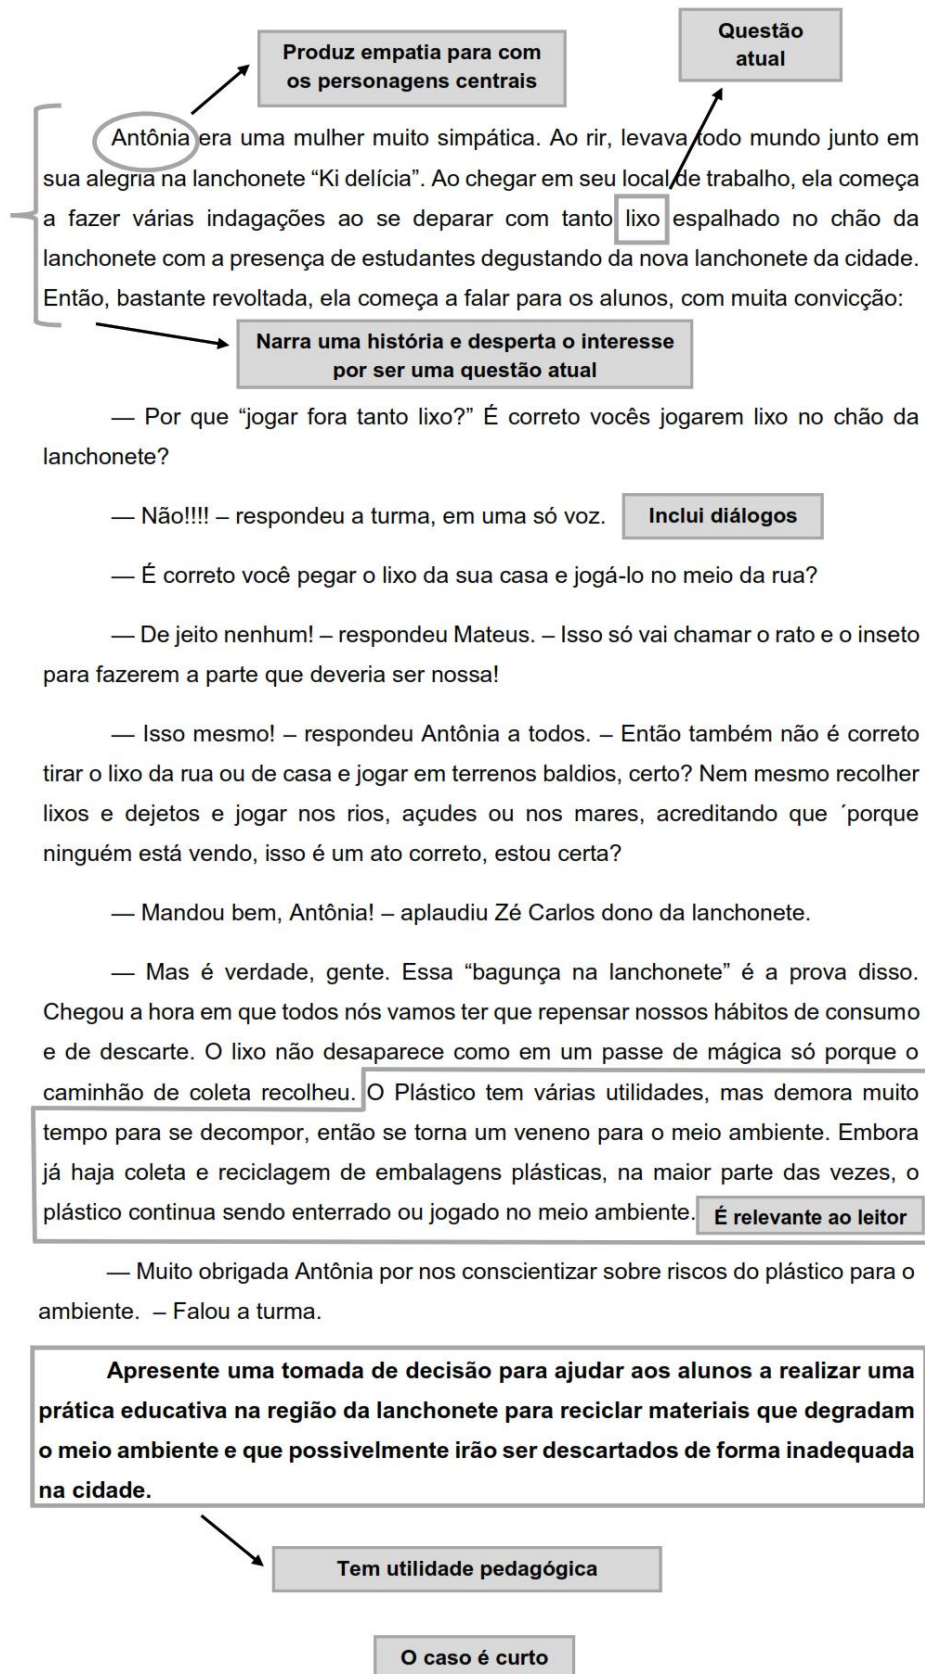 Produz empatia para com
os personagens centrais
Questão
atual
Antônia era uma mulher muito simpática. Ao rir, levava todo mundo junto em
sua alegria na lanchonete “Ki delícia”. Ao chegar em seu local de trabalho, ela começa
a fazer várias indagações ao se deparar com tanto lixo espalhado no chão da
lanchonete com a presença de estudantes degustando da nova lanchonete da cidade.
Então, bastante revoltada, ela começa a falar para os alunos, com muita convicção:
Narra uma história e desperta o interesse
por ser uma questão atual
— Por que “jogar fora tanto lixo?” É correto vocês jogarem lixo no chão da
lanchonete?
— Não!!!! – respondeu a turma, em uma só voz.
Inclui diálogos
— É correto você pegar o lixo da sua casa e jogá-lo no meio da rua?
— De jeito nenhum! – respondeu Mateus. – Isso só vai chamar o rato e o inseto
para fazerem a parte que deveria ser nossa!
— Isso mesmo! – respondeu Antônia a todos. – Então também não é correto
tirar o lixo da rua ou de casa e jogar em terrenos baldios, certo? Nem mesmo recolher
lixos e dejetos e jogar nos rios, açudes ou nos mares, acreditando que ´porque
ninguém está vendo, isso é um ato correto, estou certa?
— Mandou bem, Antônia! – aplaudiu Zé Carlos dono da lanchonete.
— Mas é verdade, gente. Essa “bagunça na lanchonete” é a prova disso.
Chegou a hora em que todos nós vamos ter que repensar nossos hábitos de consumo
e de descarte. O lixo não desaparece como em um passe de mágica só porque o
caminhão de coleta recolheu. O Plástico tem várias utilidades, mas demora muito
tempo para se decompor, então se torna um veneno para o meio ambiente. Embora
já haja coleta e reciclagem de embalagens plásticas, na maior parte das vezes, o
plástico continua sendo enterrado ou jogado no meio ambiente.
É relevante ao leitor
— Muito obrigada Antônia por nos conscientizar sobre riscos do plástico para o
ambiente. – Falou a turma.
Apresente uma tomada de decisão para ajudar aos alunos a realizar uma
prática educativa na região da lanchonete para reciclar materiais que degradam
o meio ambiente e que possivelmente irão ser descartados de forma inadequada
na cidade.
Tem utilidade pedagógica
O caso é curto